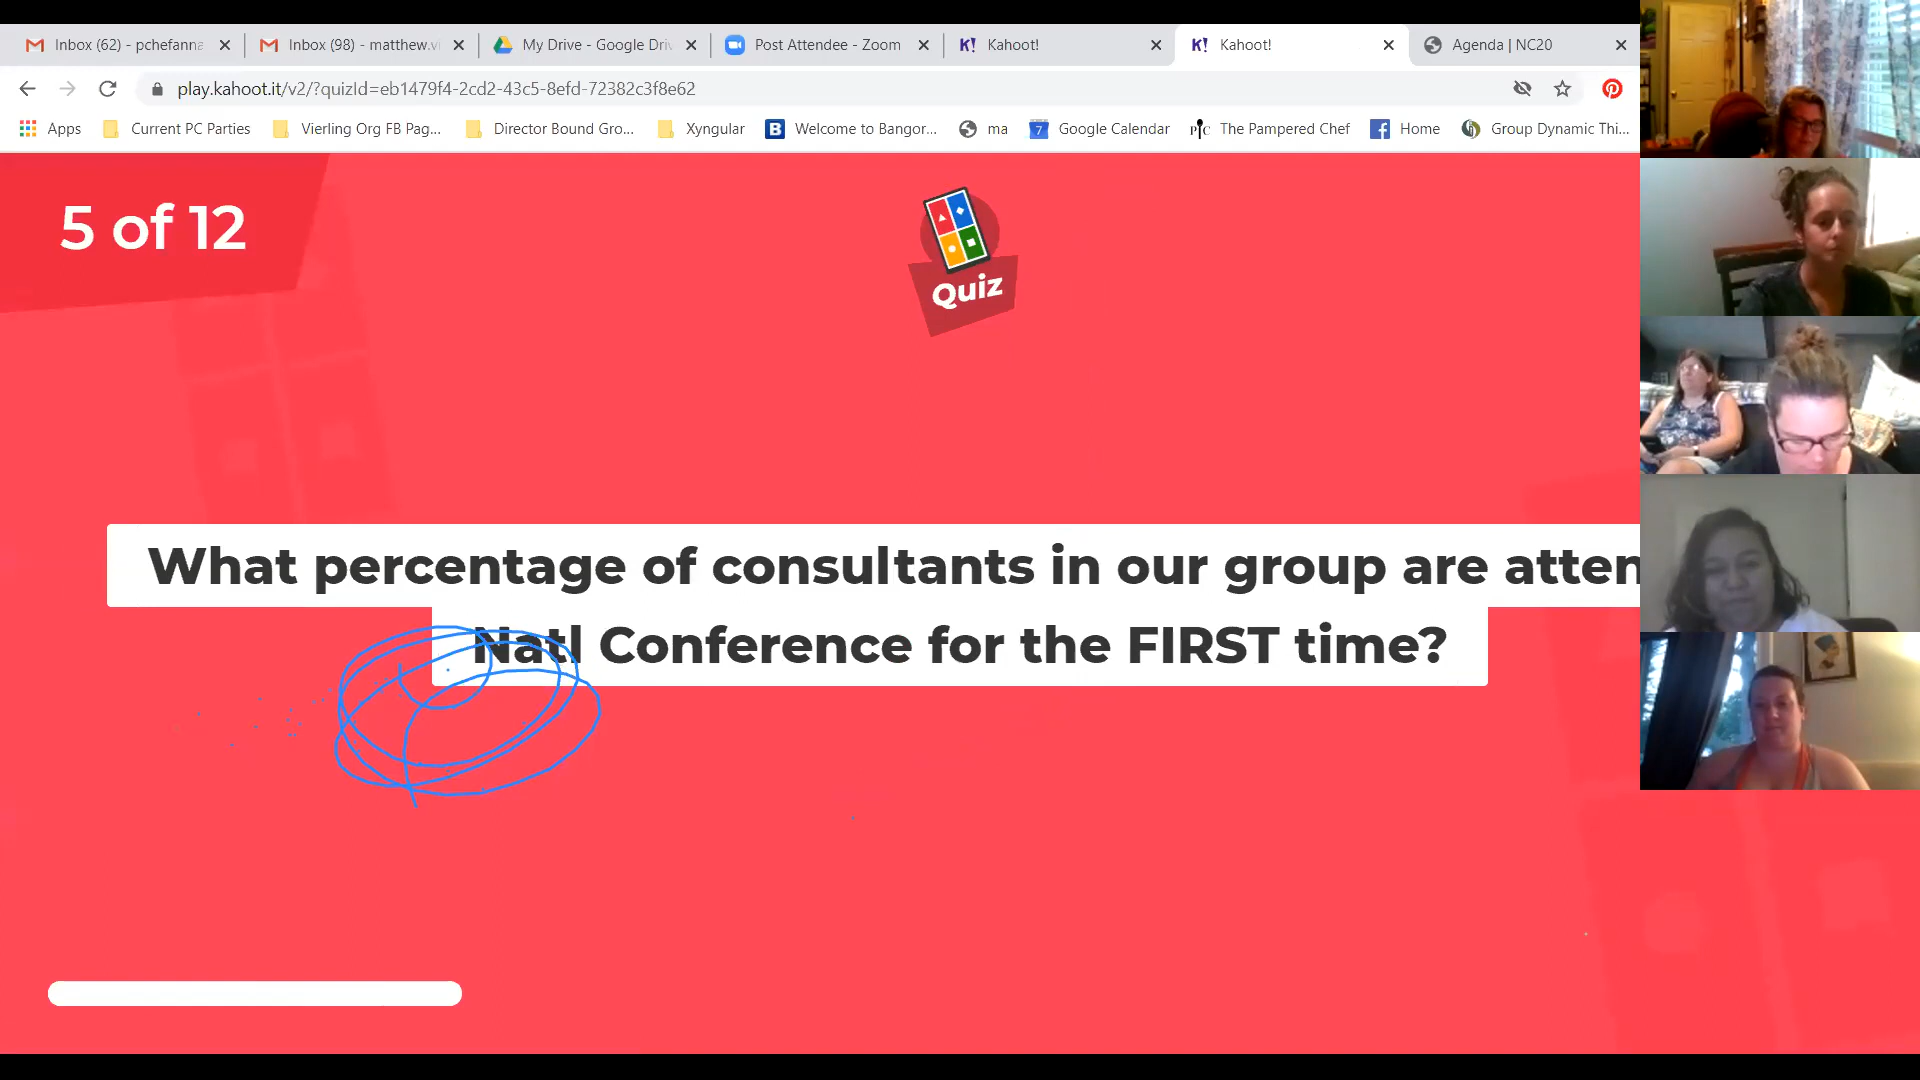 Inbox (62) - pchefanna
Inbox (98) - matthew.v
My Drive - Google Driv
Post Attendee - Zoom
K! Kahoot!
K! Kahoot!
Agenda | NC20
play.kahoot.it/v2/?quizId=eb1479f4-2cd2-43c5-8efd-72382c3f8e62
Apps
Current PC Parties
Vierling Org FB Pag...
Director Bound Gro...
Xyngular
B Welcome to Bangor...
ma
7 Google Calendar
The Pampered Chef
Home
Group Dynamic Thi...
5 of 12
Quiz
What percentage of consultants in our group are atten
Natl Conference for the FIRST time?